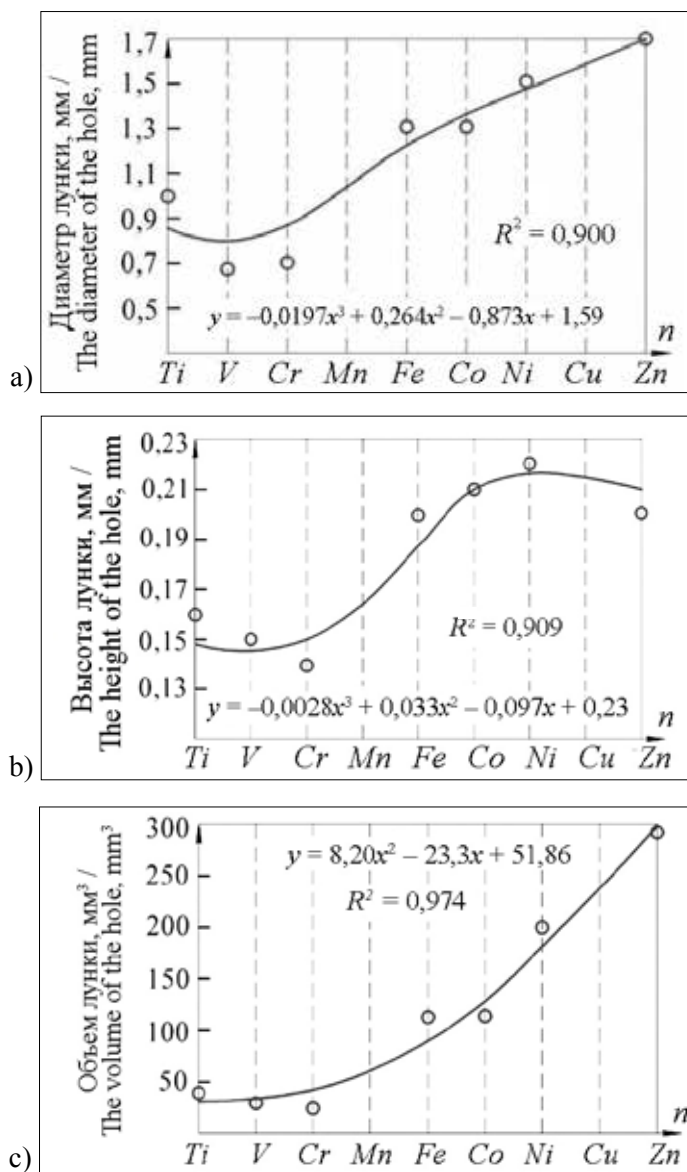 a)
Диаметр лунки, мм /
The diameter of the hole, mm
1,7
1,5
1,3
1,1
0,9
0,7
0,5
R² = 0,900
y = –0,0197x³ + 0,264x² – 0,873x + 1,59
n
Ti V Cr Mn Fe Co Ni Cu Zn
b)
Высота лунки, мм /
The height of the hole, mm
0,23
0,21
0,19
0,17
0,15
0,13
R² = 0,909
y = –0,0028x³ + 0,033x² – 0,097x + 0,23
n
Ti V Cr Mn Fe Co Ni Cu Zn
c)
Объем лунки, мм³ /
The volume of the hole, mm³
300
250
200
150
100
50
y = 8,20x² – 23,3x + 51,86
R² = 0,974
n
Ti V Cr Mn Fe Co Ni Cu Zn